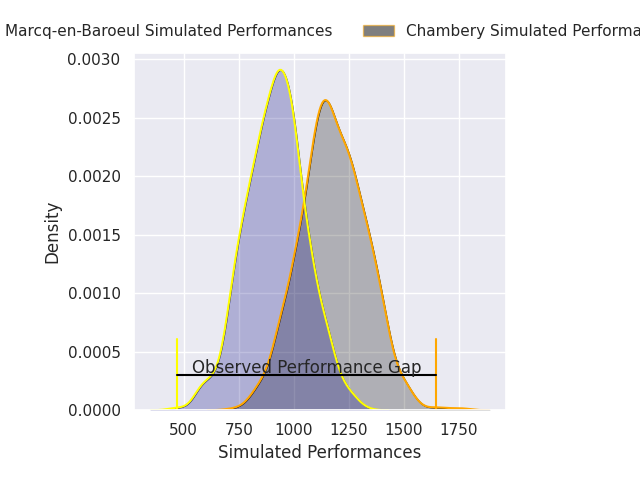 Marcq-en-Baroeul Simulated Performances
Chambery Simulated Performa
0.0030
0.0025
0.0020
0.0015
0.0010
0.0005
0.0000
Density
Observed Performance Gap
500 750 1000 1250 1500 1750
Simulated Performances